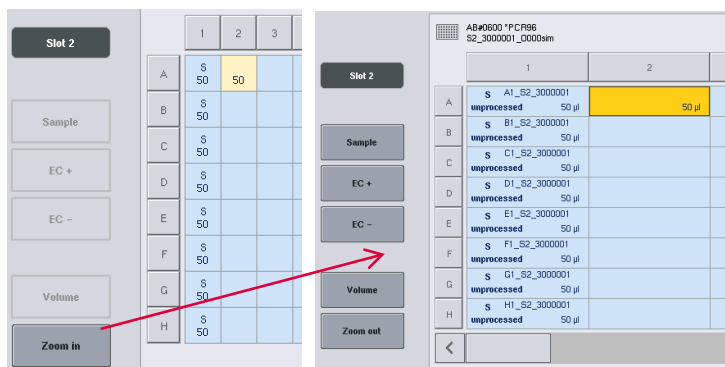 Slot 2
Sample
EC +
EC -
Volume
Zoom in
1 2 3
A S 50 50
B S 50
C S 50
D S 50
E S 50
F S 50
G S 50
H S 50
AB#0600 *PCR96
S2_3000001_0000sim
Slot 2
Sample
EC +
EC -
Volume
Zoom out
1 2
A S A1_S2_3000001
unprocessed 50 µl 50 µl
B S B1_S2_3000001
unprocessed 50 µl
C S C1_S2_3000001
unprocessed 50 µl
D S D1_S2_3000001
unprocessed 50 µl
E S E1_S2_3000001
unprocessed 50 µl
F S F1_S2_3000001
unprocessed 50 µl
G S G1_S2_3000001
unprocessed 50 µl
H S H1_S2_3000001
unprocessed 50 µl